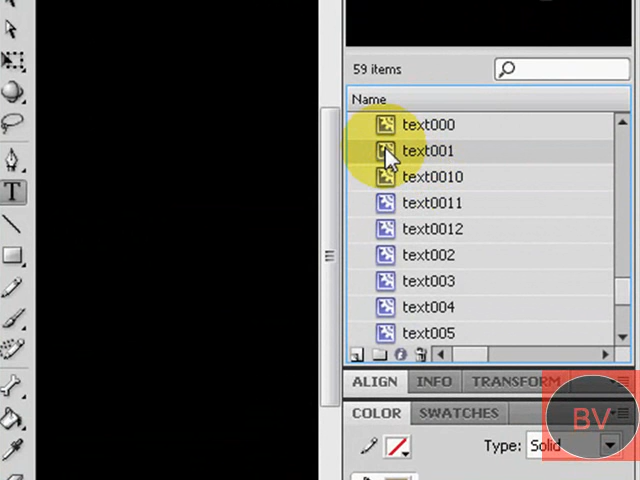 59 items
Name
text000
text001
text0010
text0011
text0012
text002
text003
text004
text005
T
ALIGN INFO TRANSFORM
COLOR SWATCHES
BV
Type: Solid